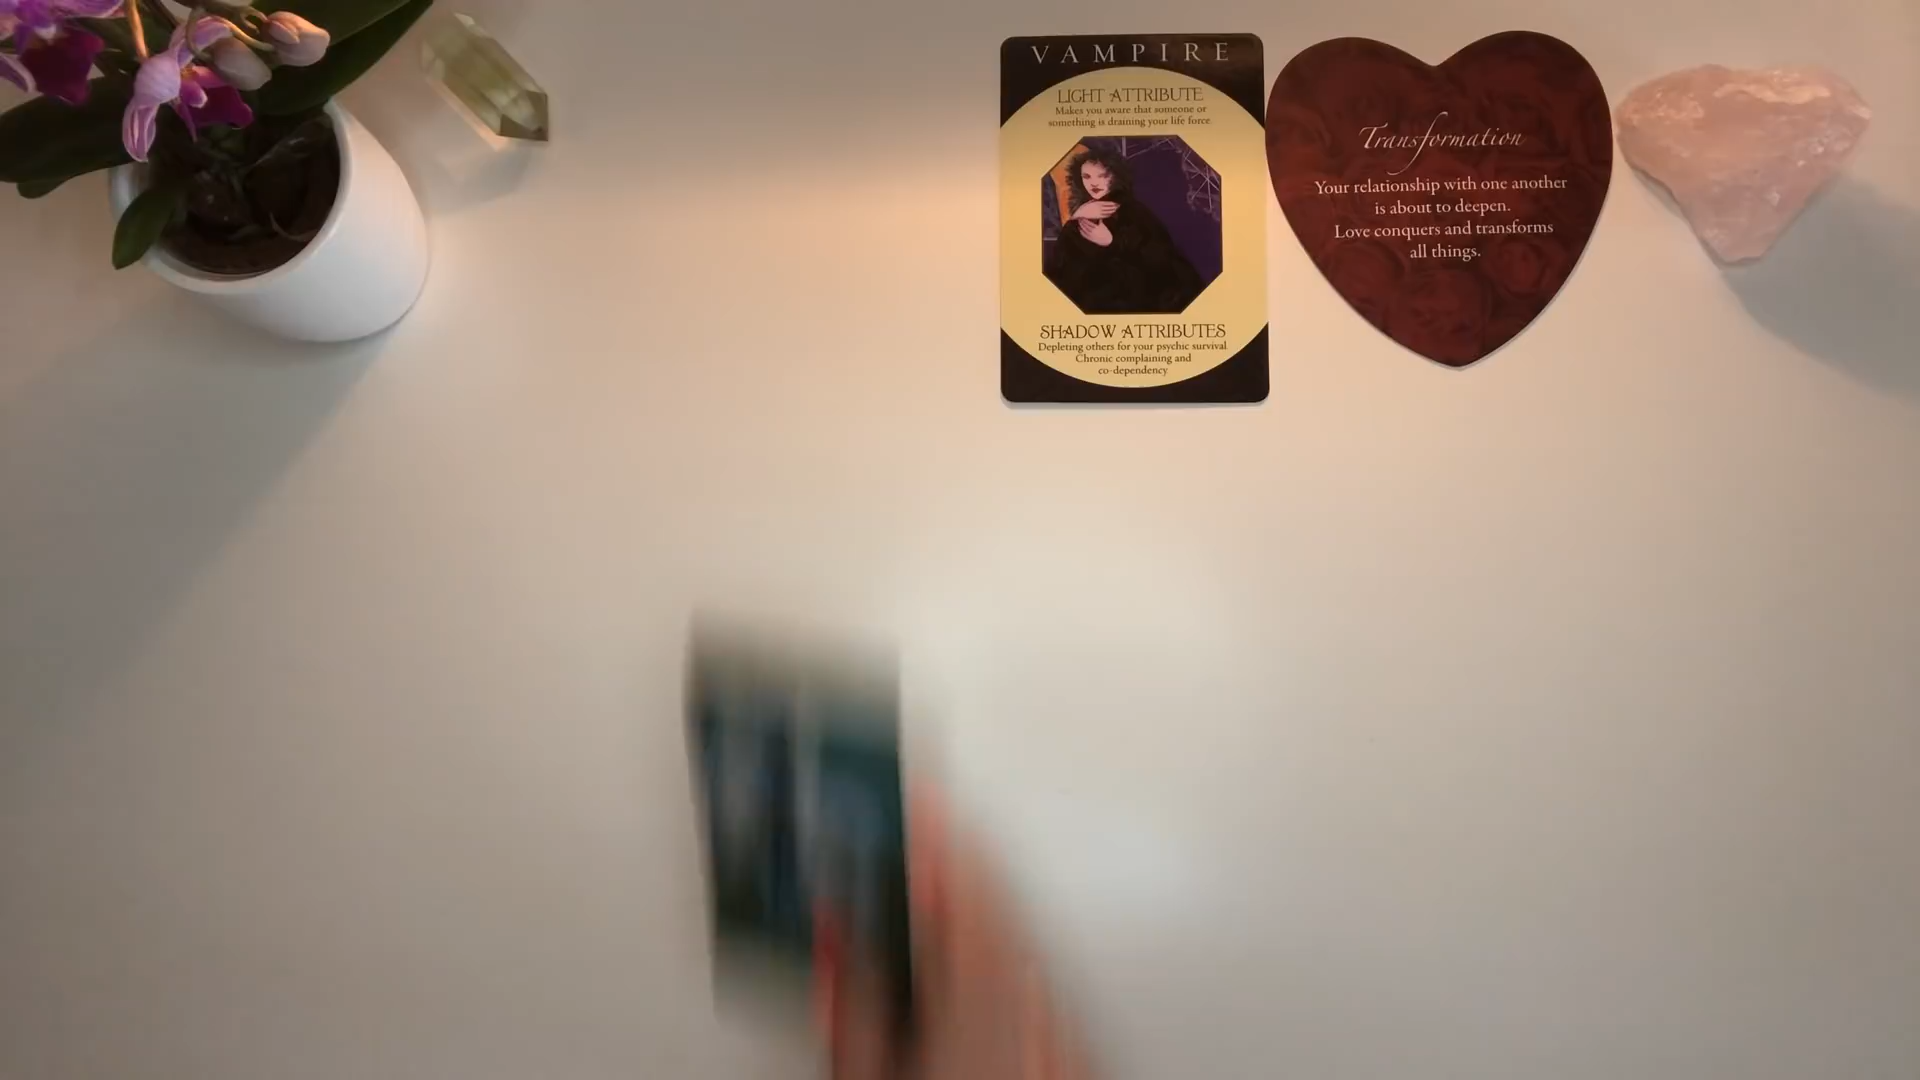 VAMPIRE
LIGHT ATTRIBUTE
Makes you aware that someone or
something is draining your life force
SHADOW ATTRIBUTES
Depleting others for your psychic survival
Chronic complaining and
co-dependency
Transformation
Your relationship with one another
is about to deepen.
Love conquers and transforms
all things.